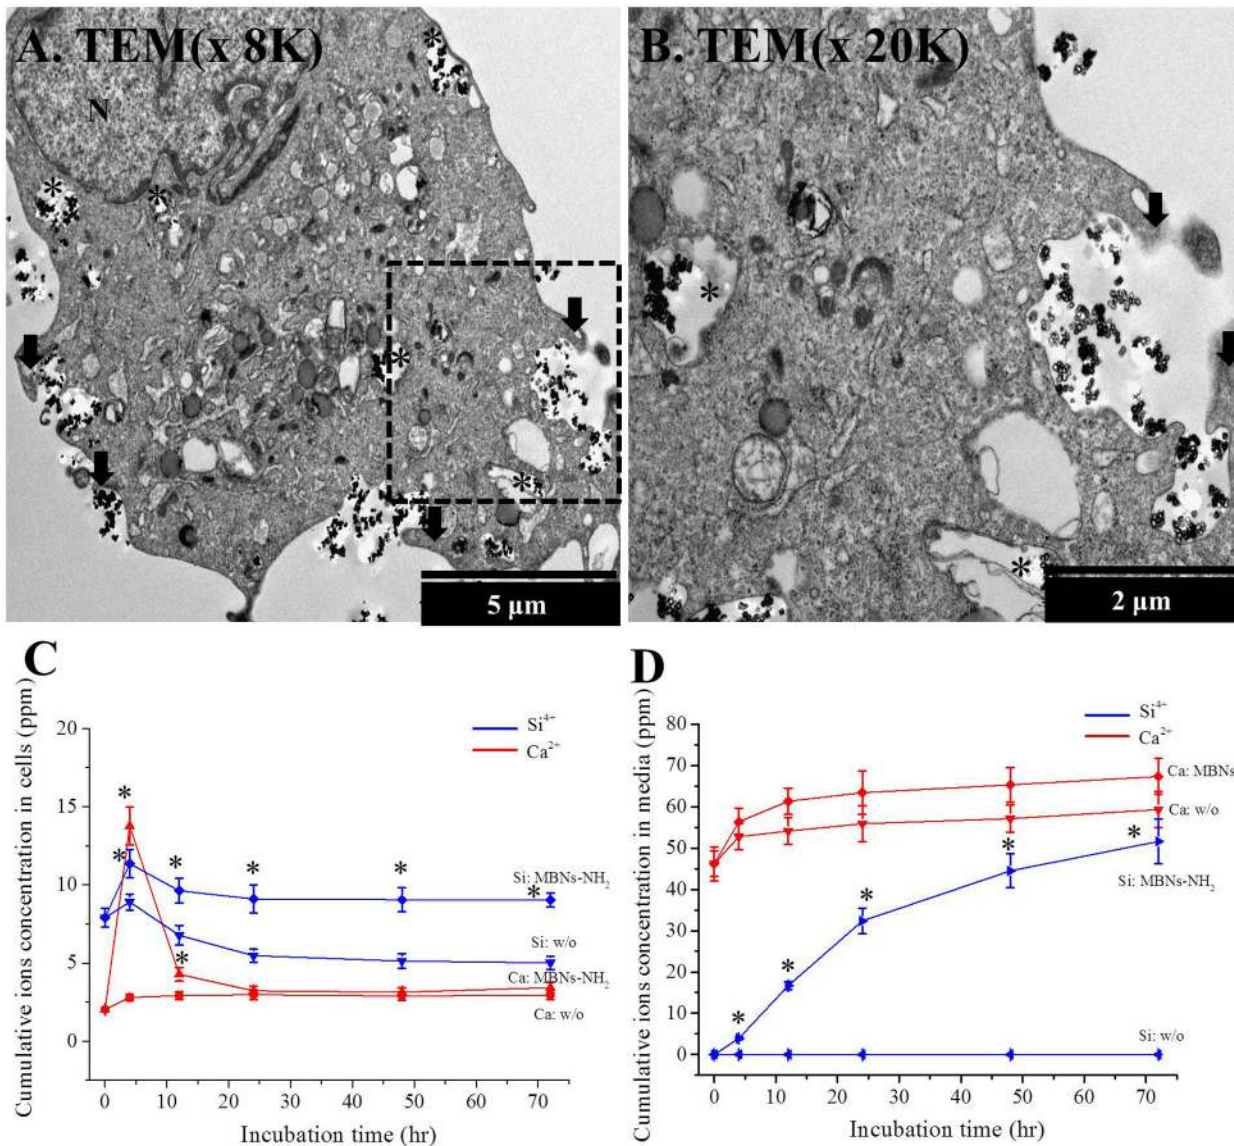 A. TEM(x 8K)
N
*
*
*
*
*
5 μm
B. TEM(x 20K)
*
*
2 μm
C
Cumulative ions concentration in cells (ppm)
20
15
10
5
0
Si⁴⁺
Ca²⁺
*
*
*
*
*
*
*
Si: MBNs-NH₂
Si: w/o
Ca: MBNs-NH₂
Ca: w/o
0 10 20 30 40 50 60 70
Incubation time (hr)
D
Cumulative ions concentration in media (ppm)
80
70
60
50
40
30
20
10
0
Si⁴⁺
Ca²⁺
Ca: MBNs
Ca: w/o
*
*
*
*
*
Si: MBNs-NH₂
Si: w/o
0 10 20 30 40 50 60 70
Incubation time (hr)